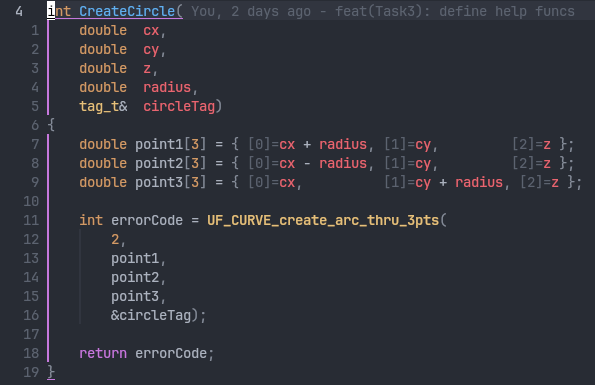 4 int CreateCircle( You, 2 days ago - feat(Task3): define help funcs
1 double cx,
2 double cy,
3 double z,
4 double radius,
5 tag_t& circleTag)
6 {
7 double point1[3] = { [0]=cx + radius, [1]=cy, [2]=z };
8 double point2[3] = { [0]=cx - radius, [1]=cy, [2]=z };
9 double point3[3] = { [0]=cx, [1]=cy + radius, [2]=z };
10
11 int errorCode = UF_CURVE_create_arc_thru_3pts(
12 2,
13 point1,
14 point2,
15 point3,
16 &circleTag);
17
18 return errorCode;
19 }